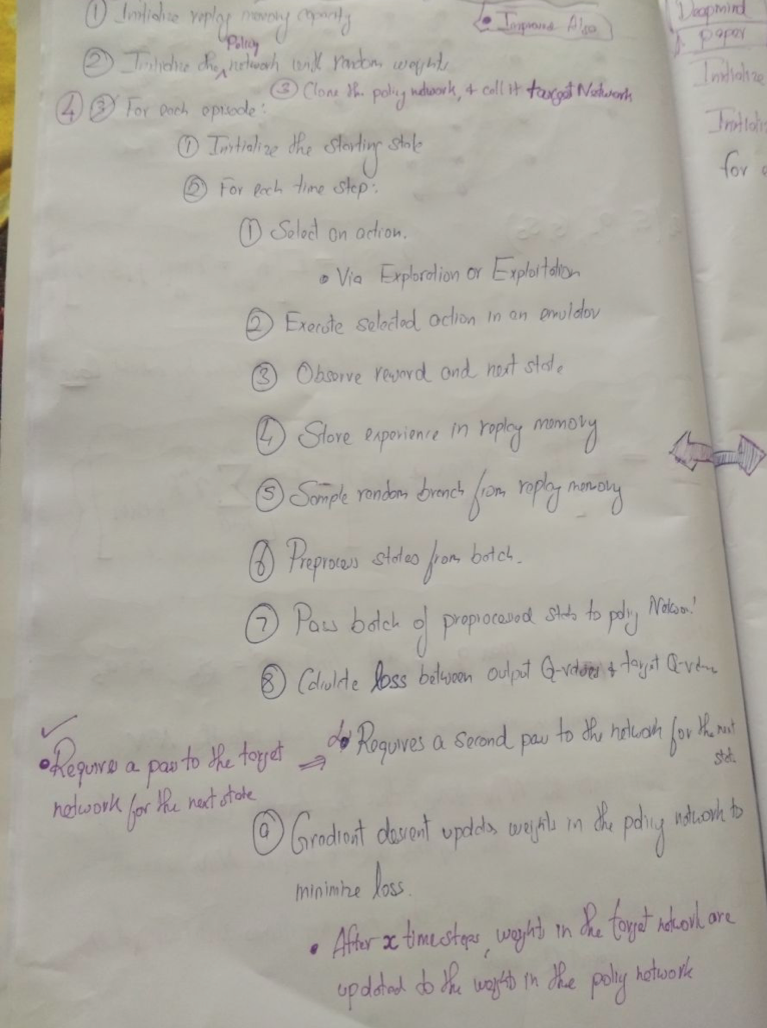 ① Initialize replay memory capacity
• Improved Algo
Deepmind
paper
Policy
② Initialize the network with random weights
Initialize
③ Clone the policy network, & call it target Network
④ ③ For each episode:
① Initialize the starting state
for
② For each time step:
① Select an action.
• Via Exploration or Exploitation
② Execute selected action in an emulator
③ Observe reward and next state
④ Store experience in replay memory
⑤ Sample random branch from replay memory
⑥ Preprocess states from batch.
⑦ Pass batch of preprocessed states to policy Network
⑧ Calculate loss between output Q-values & target Q-value
• Requires a pass to the target ⇒ Requires a second pass to the network for the next
state
network for the next state
⑨ Gradient descent updates weights in the policy network to
minimize loss.
• After x timesteps, weights in the target network are
updated to the weights in the policy network